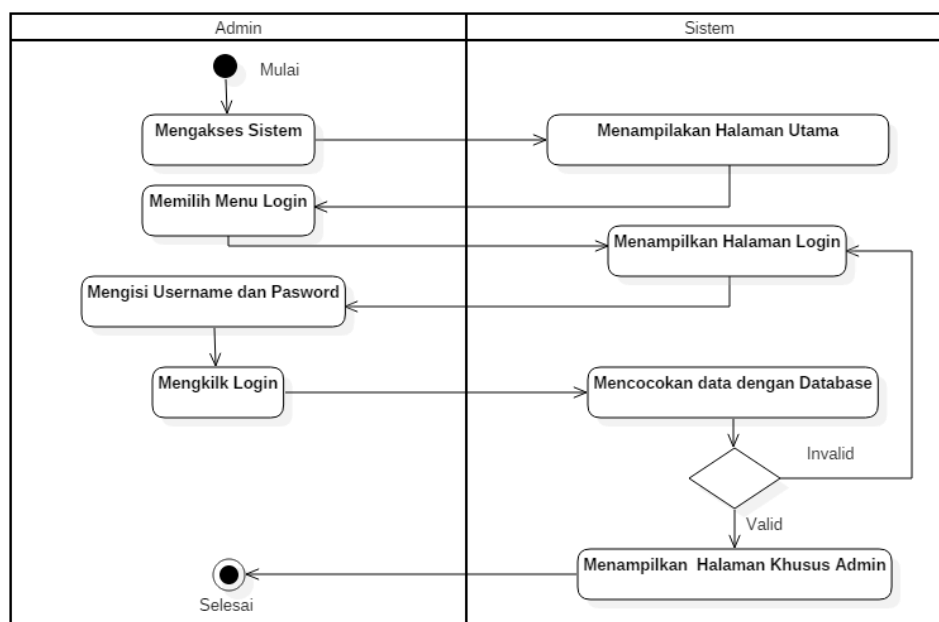 Admin
Sistem
Mulai
Mengakses Sistem
Menampilakan Halaman Utama
Memilih Menu Login
Menampilkan Halaman Login
Mengisi Username dan Pasword
Mengkilk Login
Mencocokan data dengan Database
Invalid
Valid
Menampilkan Halaman Khusus Admin
Selesai